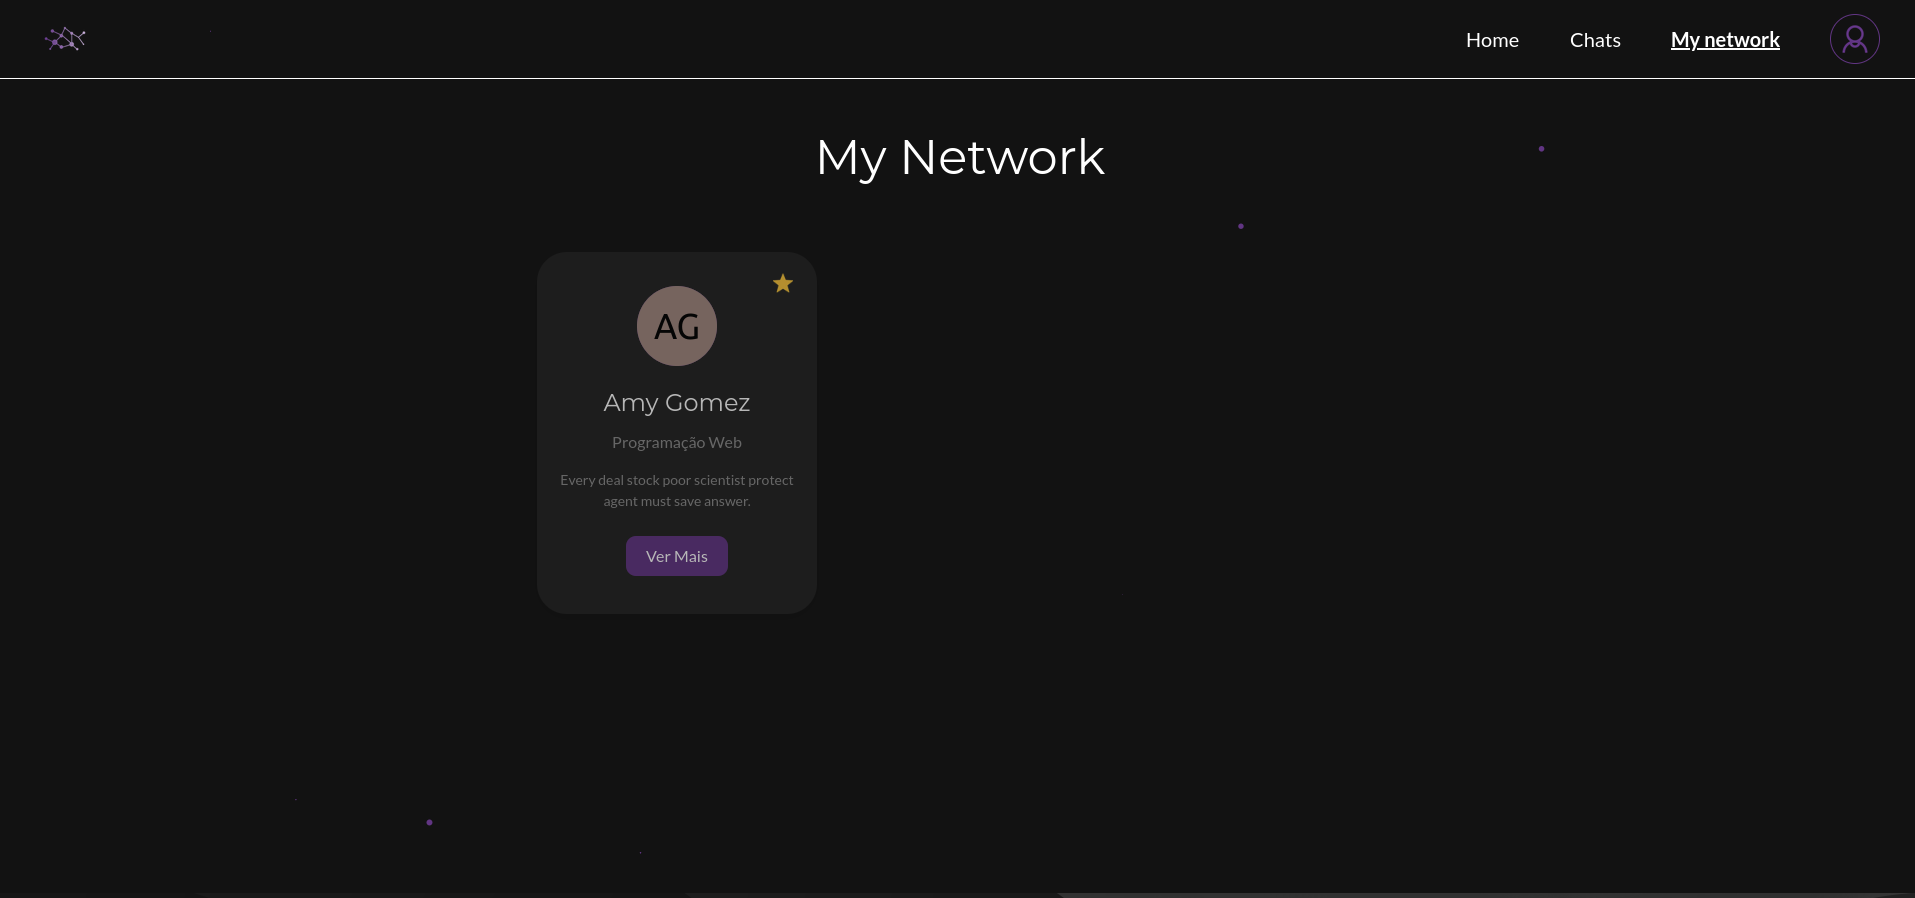 Home
Chats
My network
My Network
AG
Amy Gomez
Programação Web
Every deal stock poor scientist protect
agent must save answer.
Ver Mais